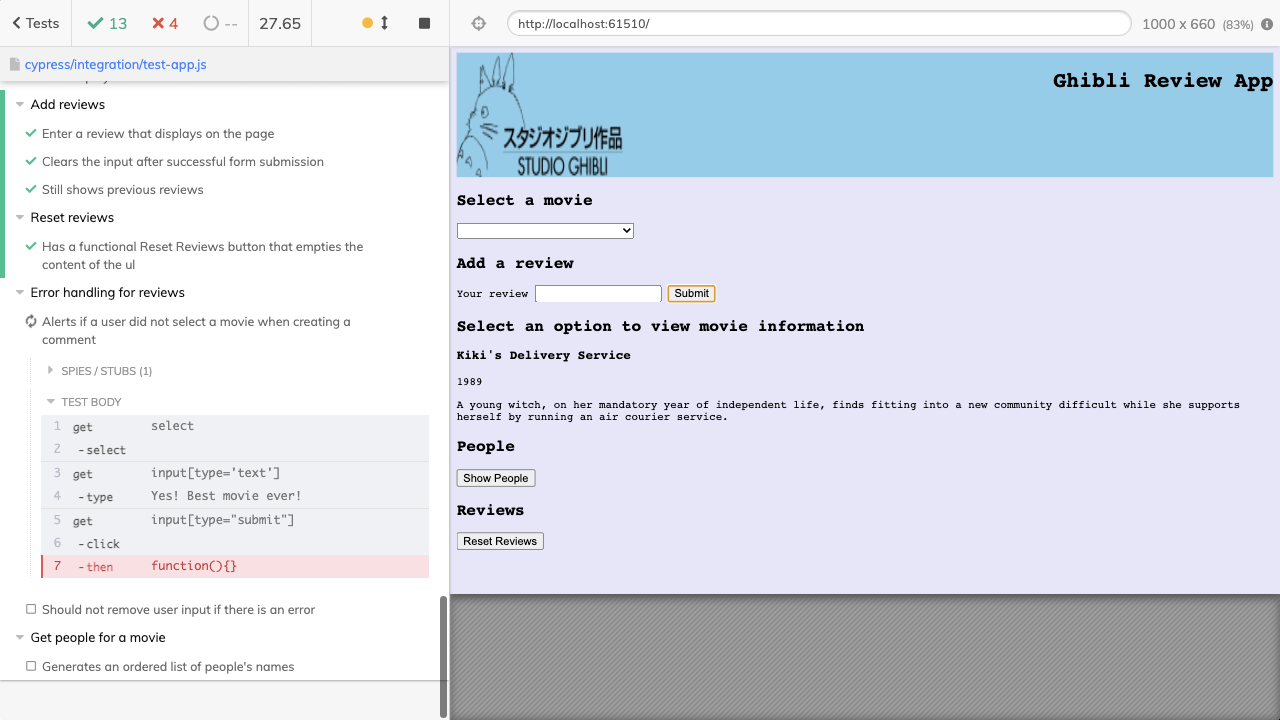 Tests
13
4
--
27.65
http://localhost:61510/
1000 x 660 (83%)
cypress/integration/test-app.js
Add reviews
Enter a review that displays on the page
Clears the input after successful form submission
Still shows previous reviews
Reset reviews
Has a functional Reset Reviews button that empties the
content of the ul
Error handling for reviews
Alerts if a user did not select a movie when creating a
comment
SPIES / STUBS (1)
TEST BODY
1 get select
2 -select
3 get input[type='text']
4 -type Yes! Best movie ever!
5 get input[type="submit"]
6 -click
7 -then function(){}
Should not remove user input if there is an error
Get people for a movie
Generates an ordered list of people's names
スタジオジブリ作品
STUDIO GHIBLI
Ghibli Review App
Select a movie
Add a review
Your review Submit
Select an option to view movie information
Kiki's Delivery Service
1989
A young witch, on her mandatory year of independent life, finds fitting into a new community difficult while she supports
herself by running an air courier service.
People
Show People
Reviews
Reset Reviews